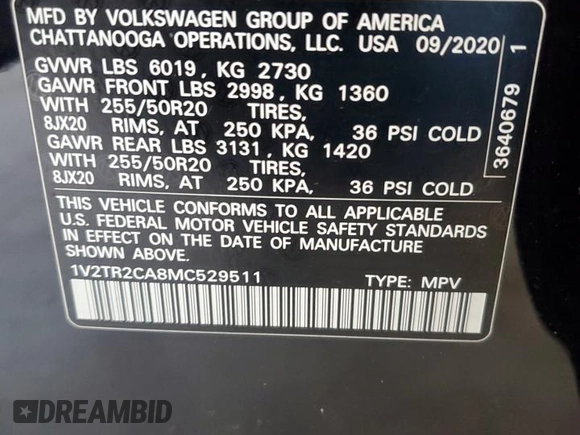 MFD BY VOLKSWAGEN GROUP OF AMERICA
CHATTANOOGA OPERATIONS, LLC. USA 09/2020
GVWR LBS 6019, KG 2730
GAWR FRONT LBS 2998, KG 1360
WITH 255/50R20 TIRES,
8JX20 RIMS, AT 250 KPA, 36 PSI COLD
GAWR REAR LBS 3131, KG 1420
WITH 255/50R20 TIRES,
8JX20 RIMS, AT 250 KPA, 36 PSI COLD
THIS VEHICLE CONFORMS TO ALL APPLICABLE
U.S. FEDERAL MOTOR VEHICLE SAFETY STANDARDS
IN EFFECT ON THE DATE OF MANUFACTURE
SHOWN ABOVE.
1V2TR2CA8MC529511 TYPE: MPV
3640679 1
DREAMBID